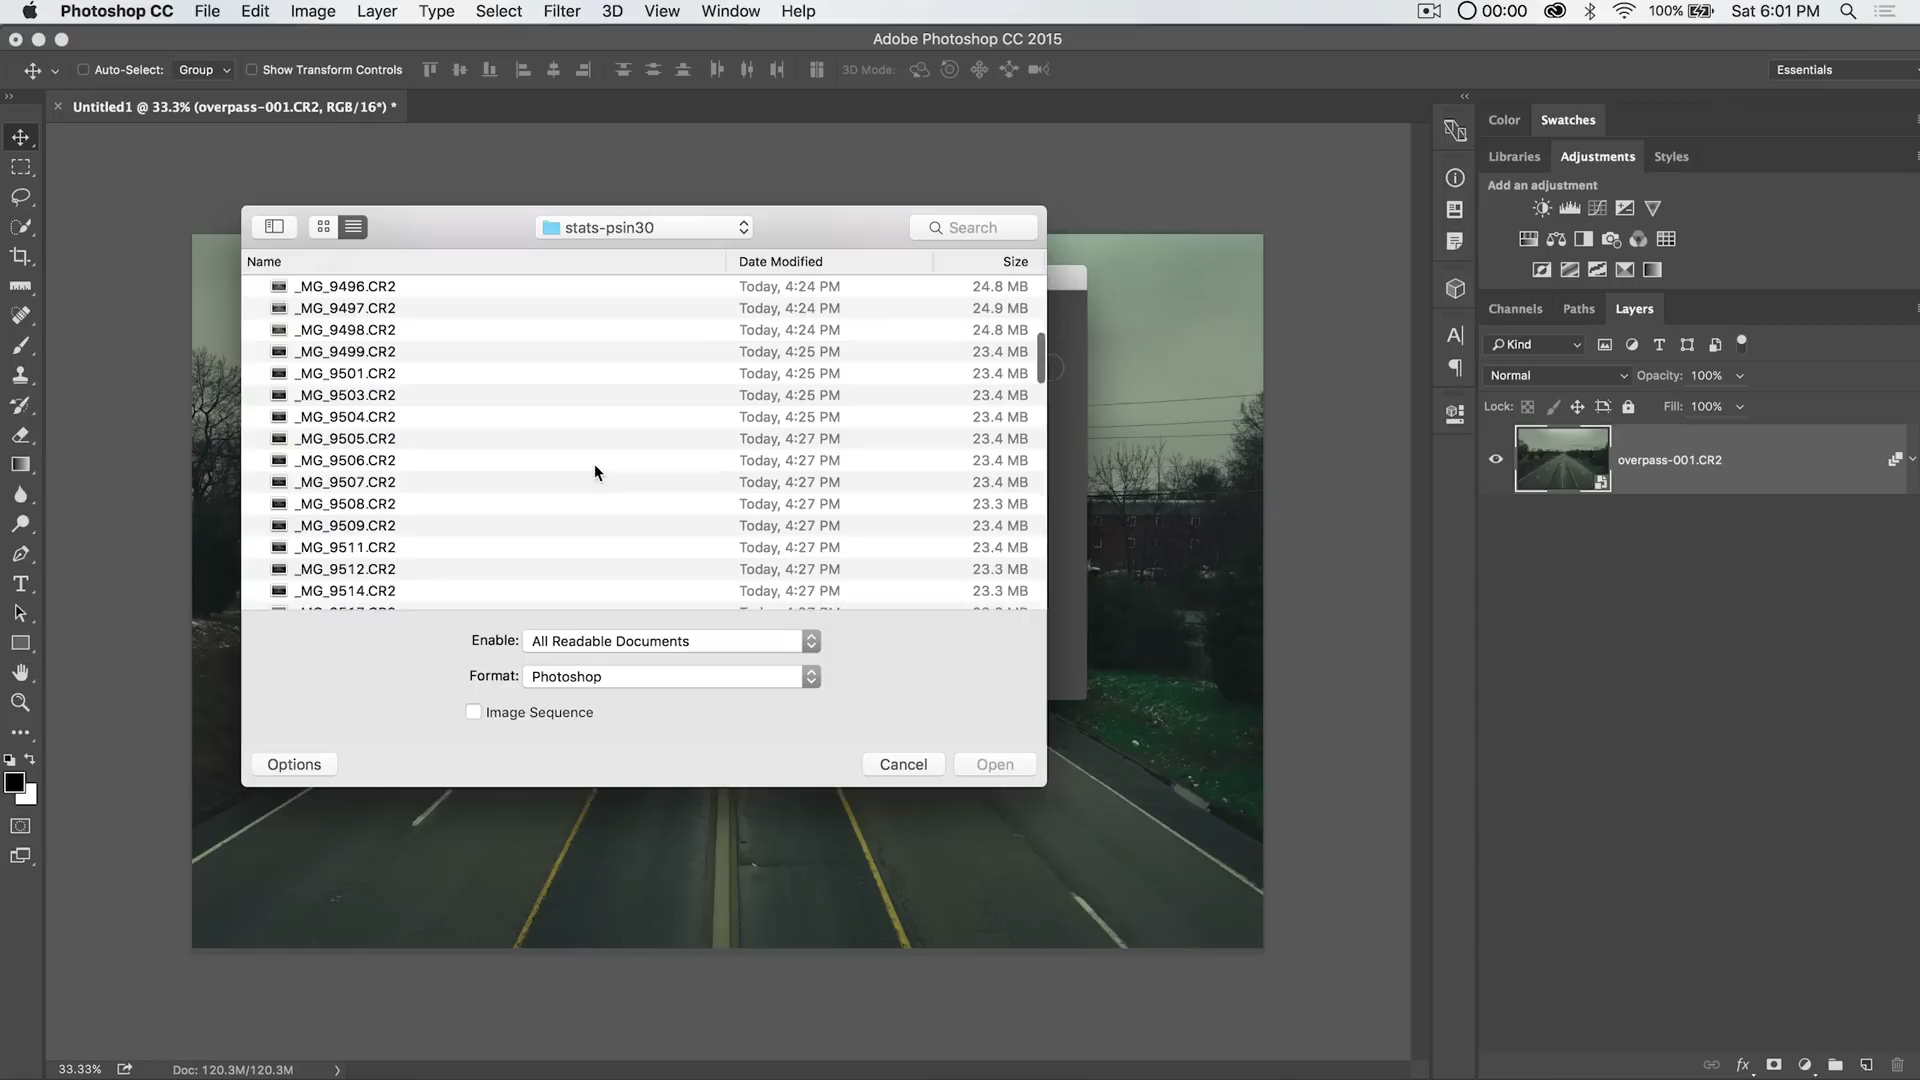 Photoshop CC File Edit Image Layer Type Select Filter 3D View Window Help 00:00 100% Sat 6:01 PM
Adobe Photoshop CC 2015
Auto-Select: Group Show Transform Controls 3D Mode: Essentials
Untitled1 @ 33.3% (overpass-001.CR2, RGB/16*) *
Color Swatches
Libraries Adjustments Styles
Add an adjustment
Channels Paths Layers
Kind
Normal Opacity: 100%
Lock: Fill: 100%
overpass-001.CR2
stats-psin30 Search
Name Date Modified Size
_MG_9496.CR2 Today, 4:24 PM 24.8 MB
_MG_9497.CR2 Today, 4:24 PM 24.9 MB
_MG_9498.CR2 Today, 4:24 PM 24.8 MB
_MG_9499.CR2 Today, 4:25 PM 23.4 MB
_MG_9501.CR2 Today, 4:25 PM 23.4 MB
_MG_9503.CR2 Today, 4:25 PM 23.4 MB
_MG_9504.CR2 Today, 4:25 PM 23.4 MB
_MG_9505.CR2 Today, 4:27 PM 23.4 MB
_MG_9506.CR2 Today, 4:27 PM 23.4 MB
_MG_9507.CR2 Today, 4:27 PM 23.4 MB
_MG_9508.CR2 Today, 4:27 PM 23.3 MB
_MG_9509.CR2 Today, 4:27 PM 23.4 MB
_MG_9511.CR2 Today, 4:27 PM 23.4 MB
_MG_9512.CR2 Today, 4:27 PM 23.3 MB
_MG_9514.CR2 Today, 4:27 PM 23.3 MB
Enable: All Readable Documents
Format: Photoshop
Image Sequence
Options Cancel Open
33.33% Doc: 120.3M/120.3M